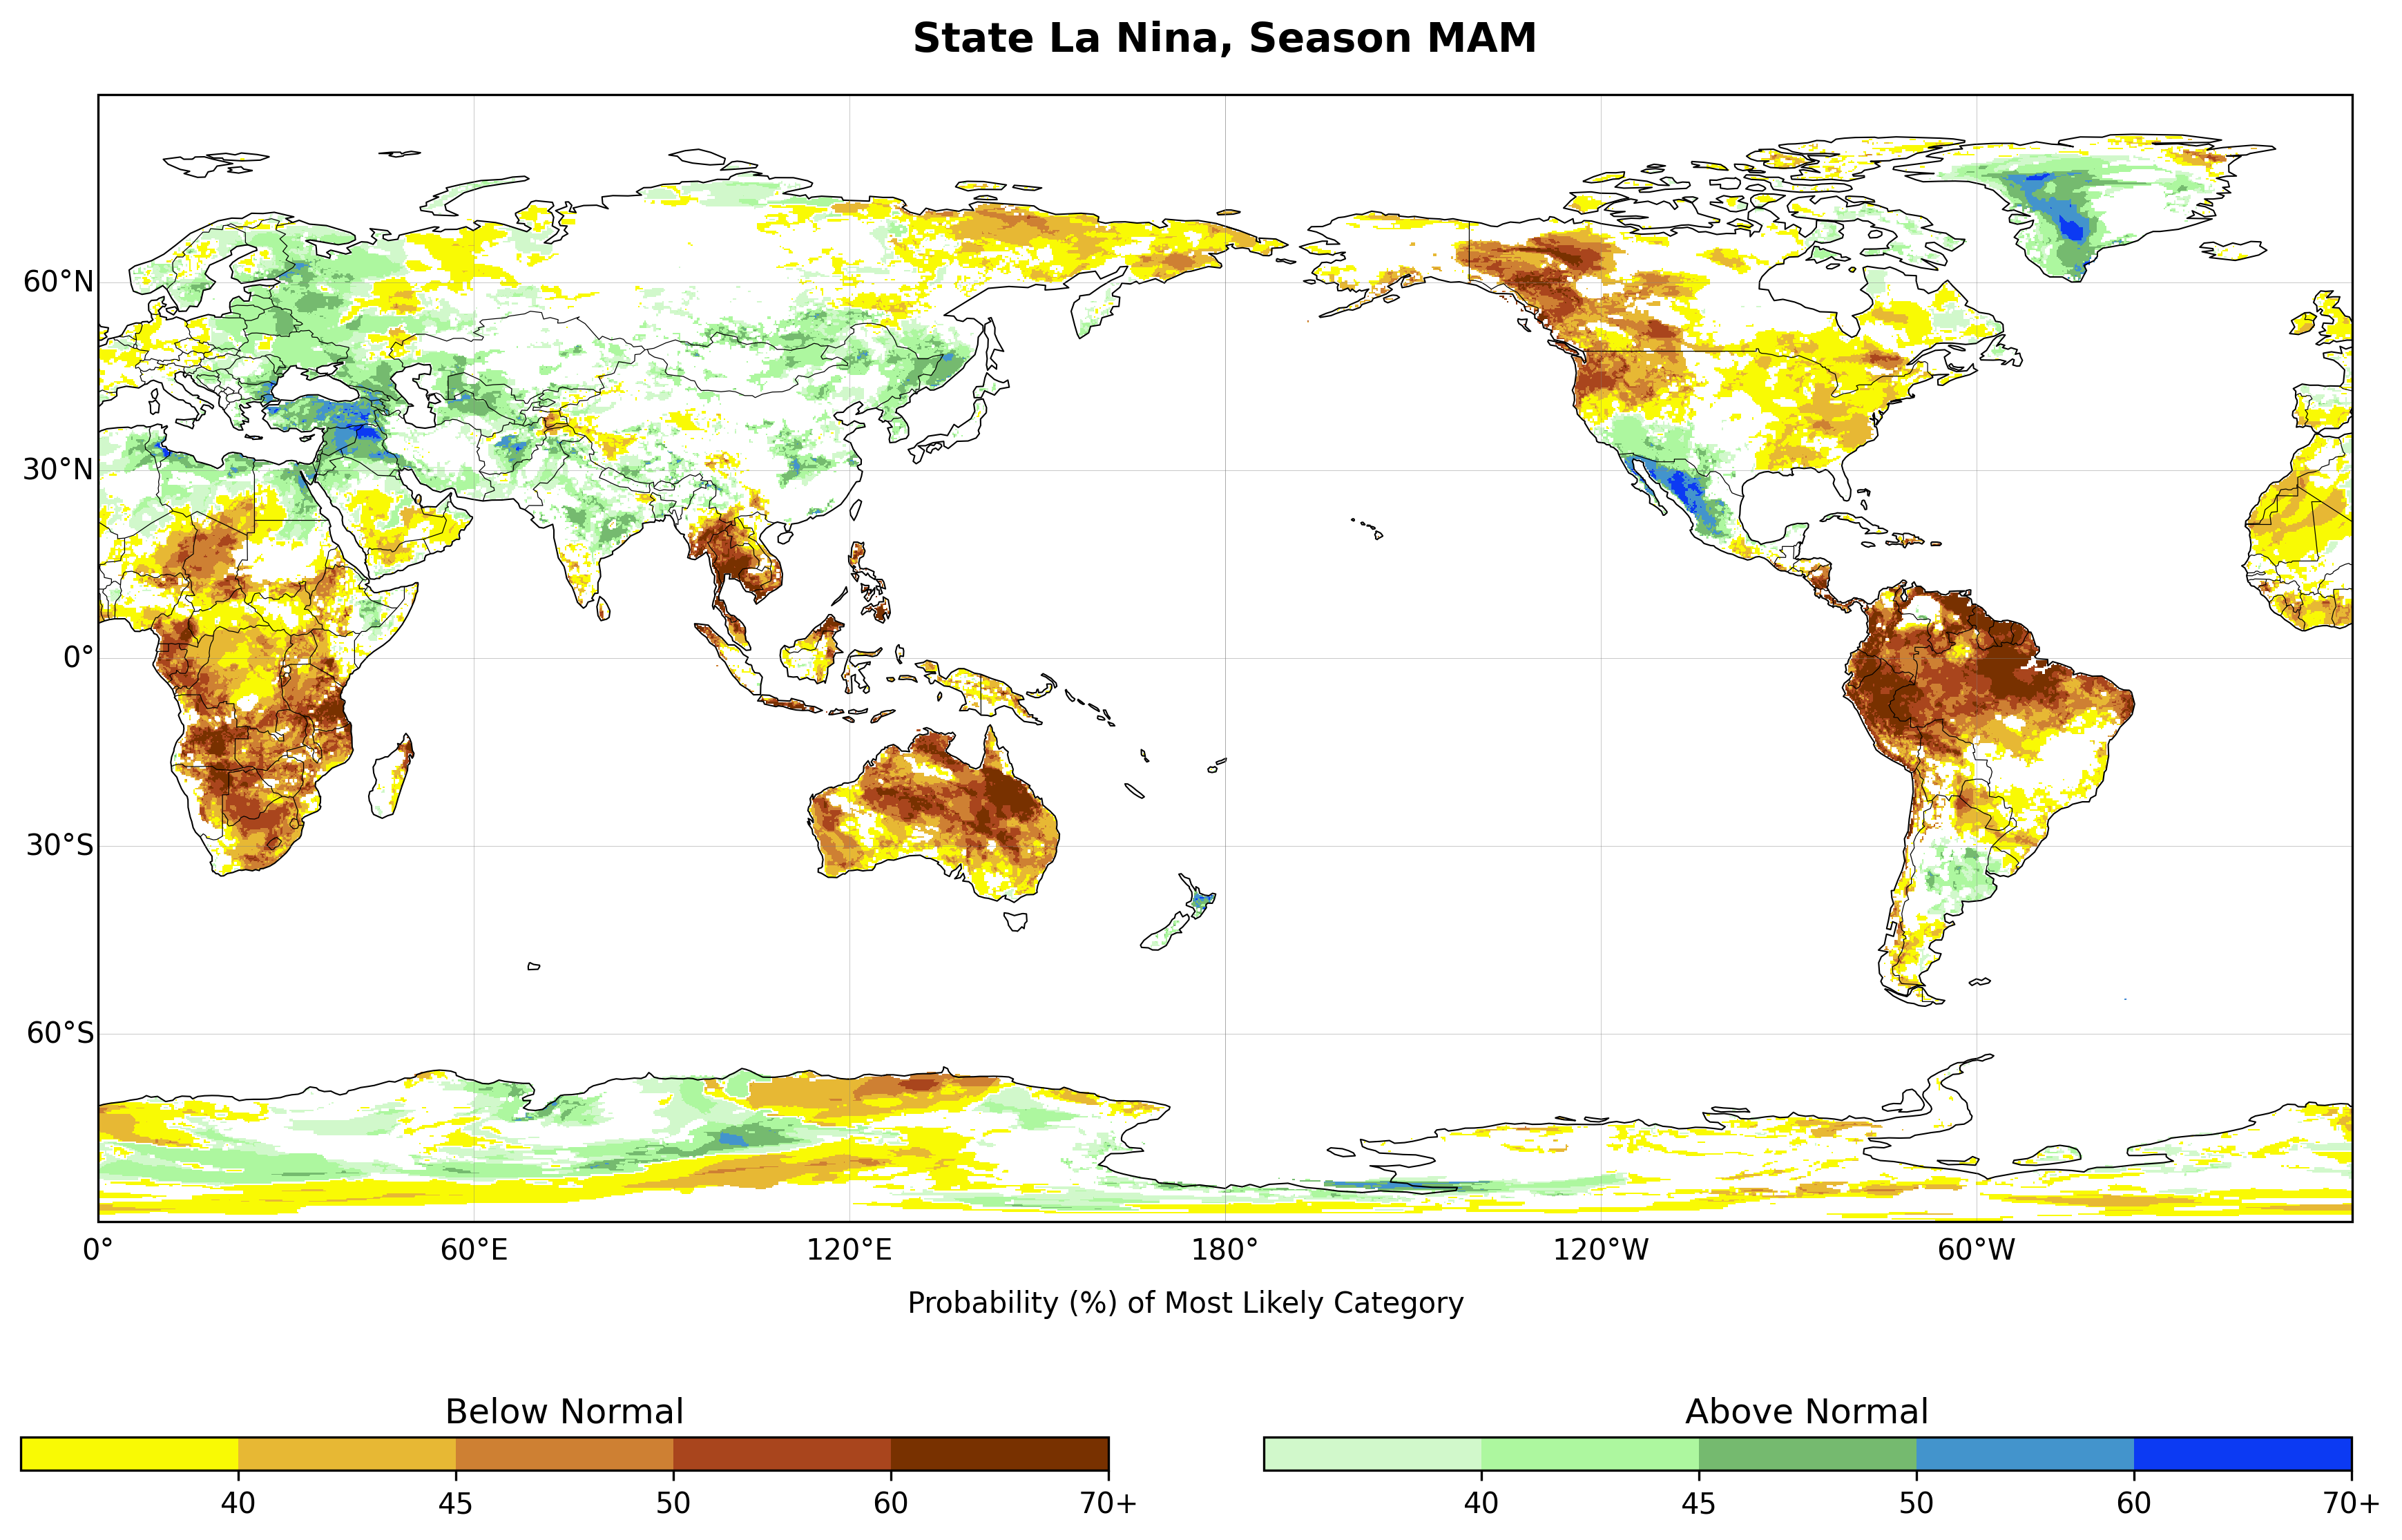 State La Nina, Season MAM
60°N
30°N
0°
30°S
60°S
0° 60°E 120°E 180° 120°W 60°W
Probability (%) of Most Likely Category
Below Normal Above Normal
40 45 50 60 70+ 40 45 50 60 70+